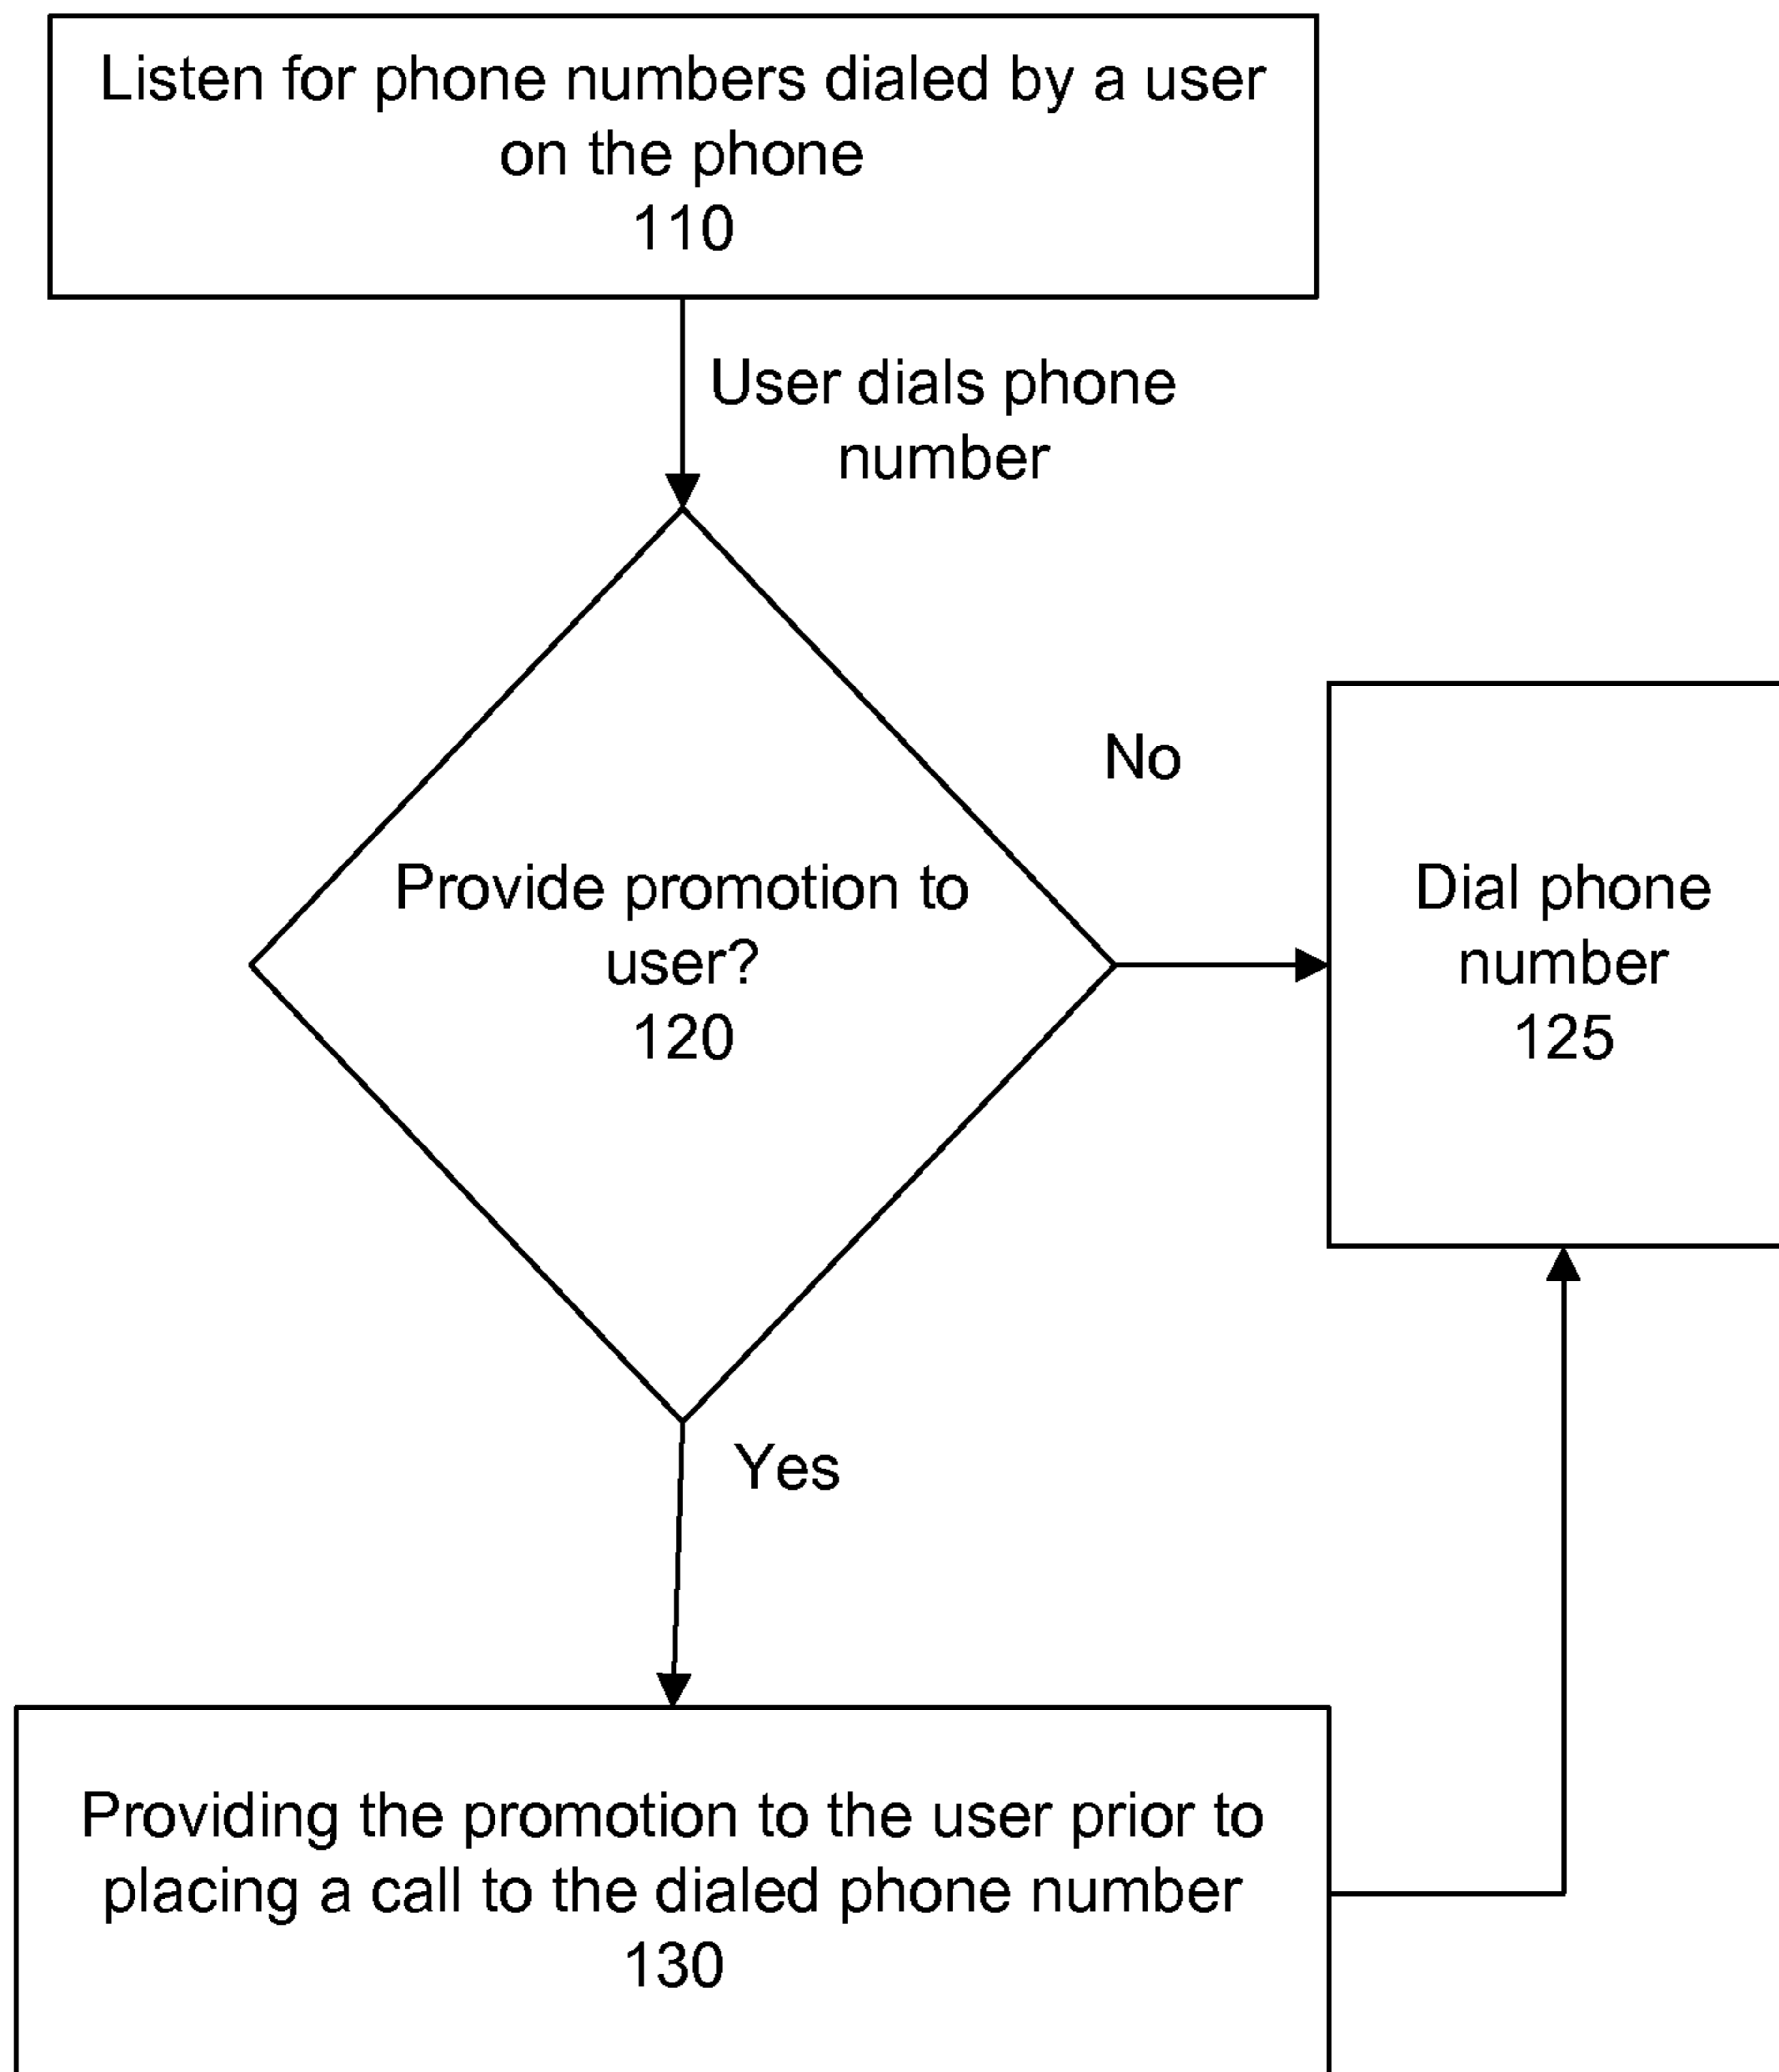 Listen for phone numbers dialed by a user
on the phone
110
User dials phone
number
No
Provide promotion to
user?
120
Dial phone
number
125
Yes
Providing the promotion to the user prior to
placing a call to the dialed phone number
130